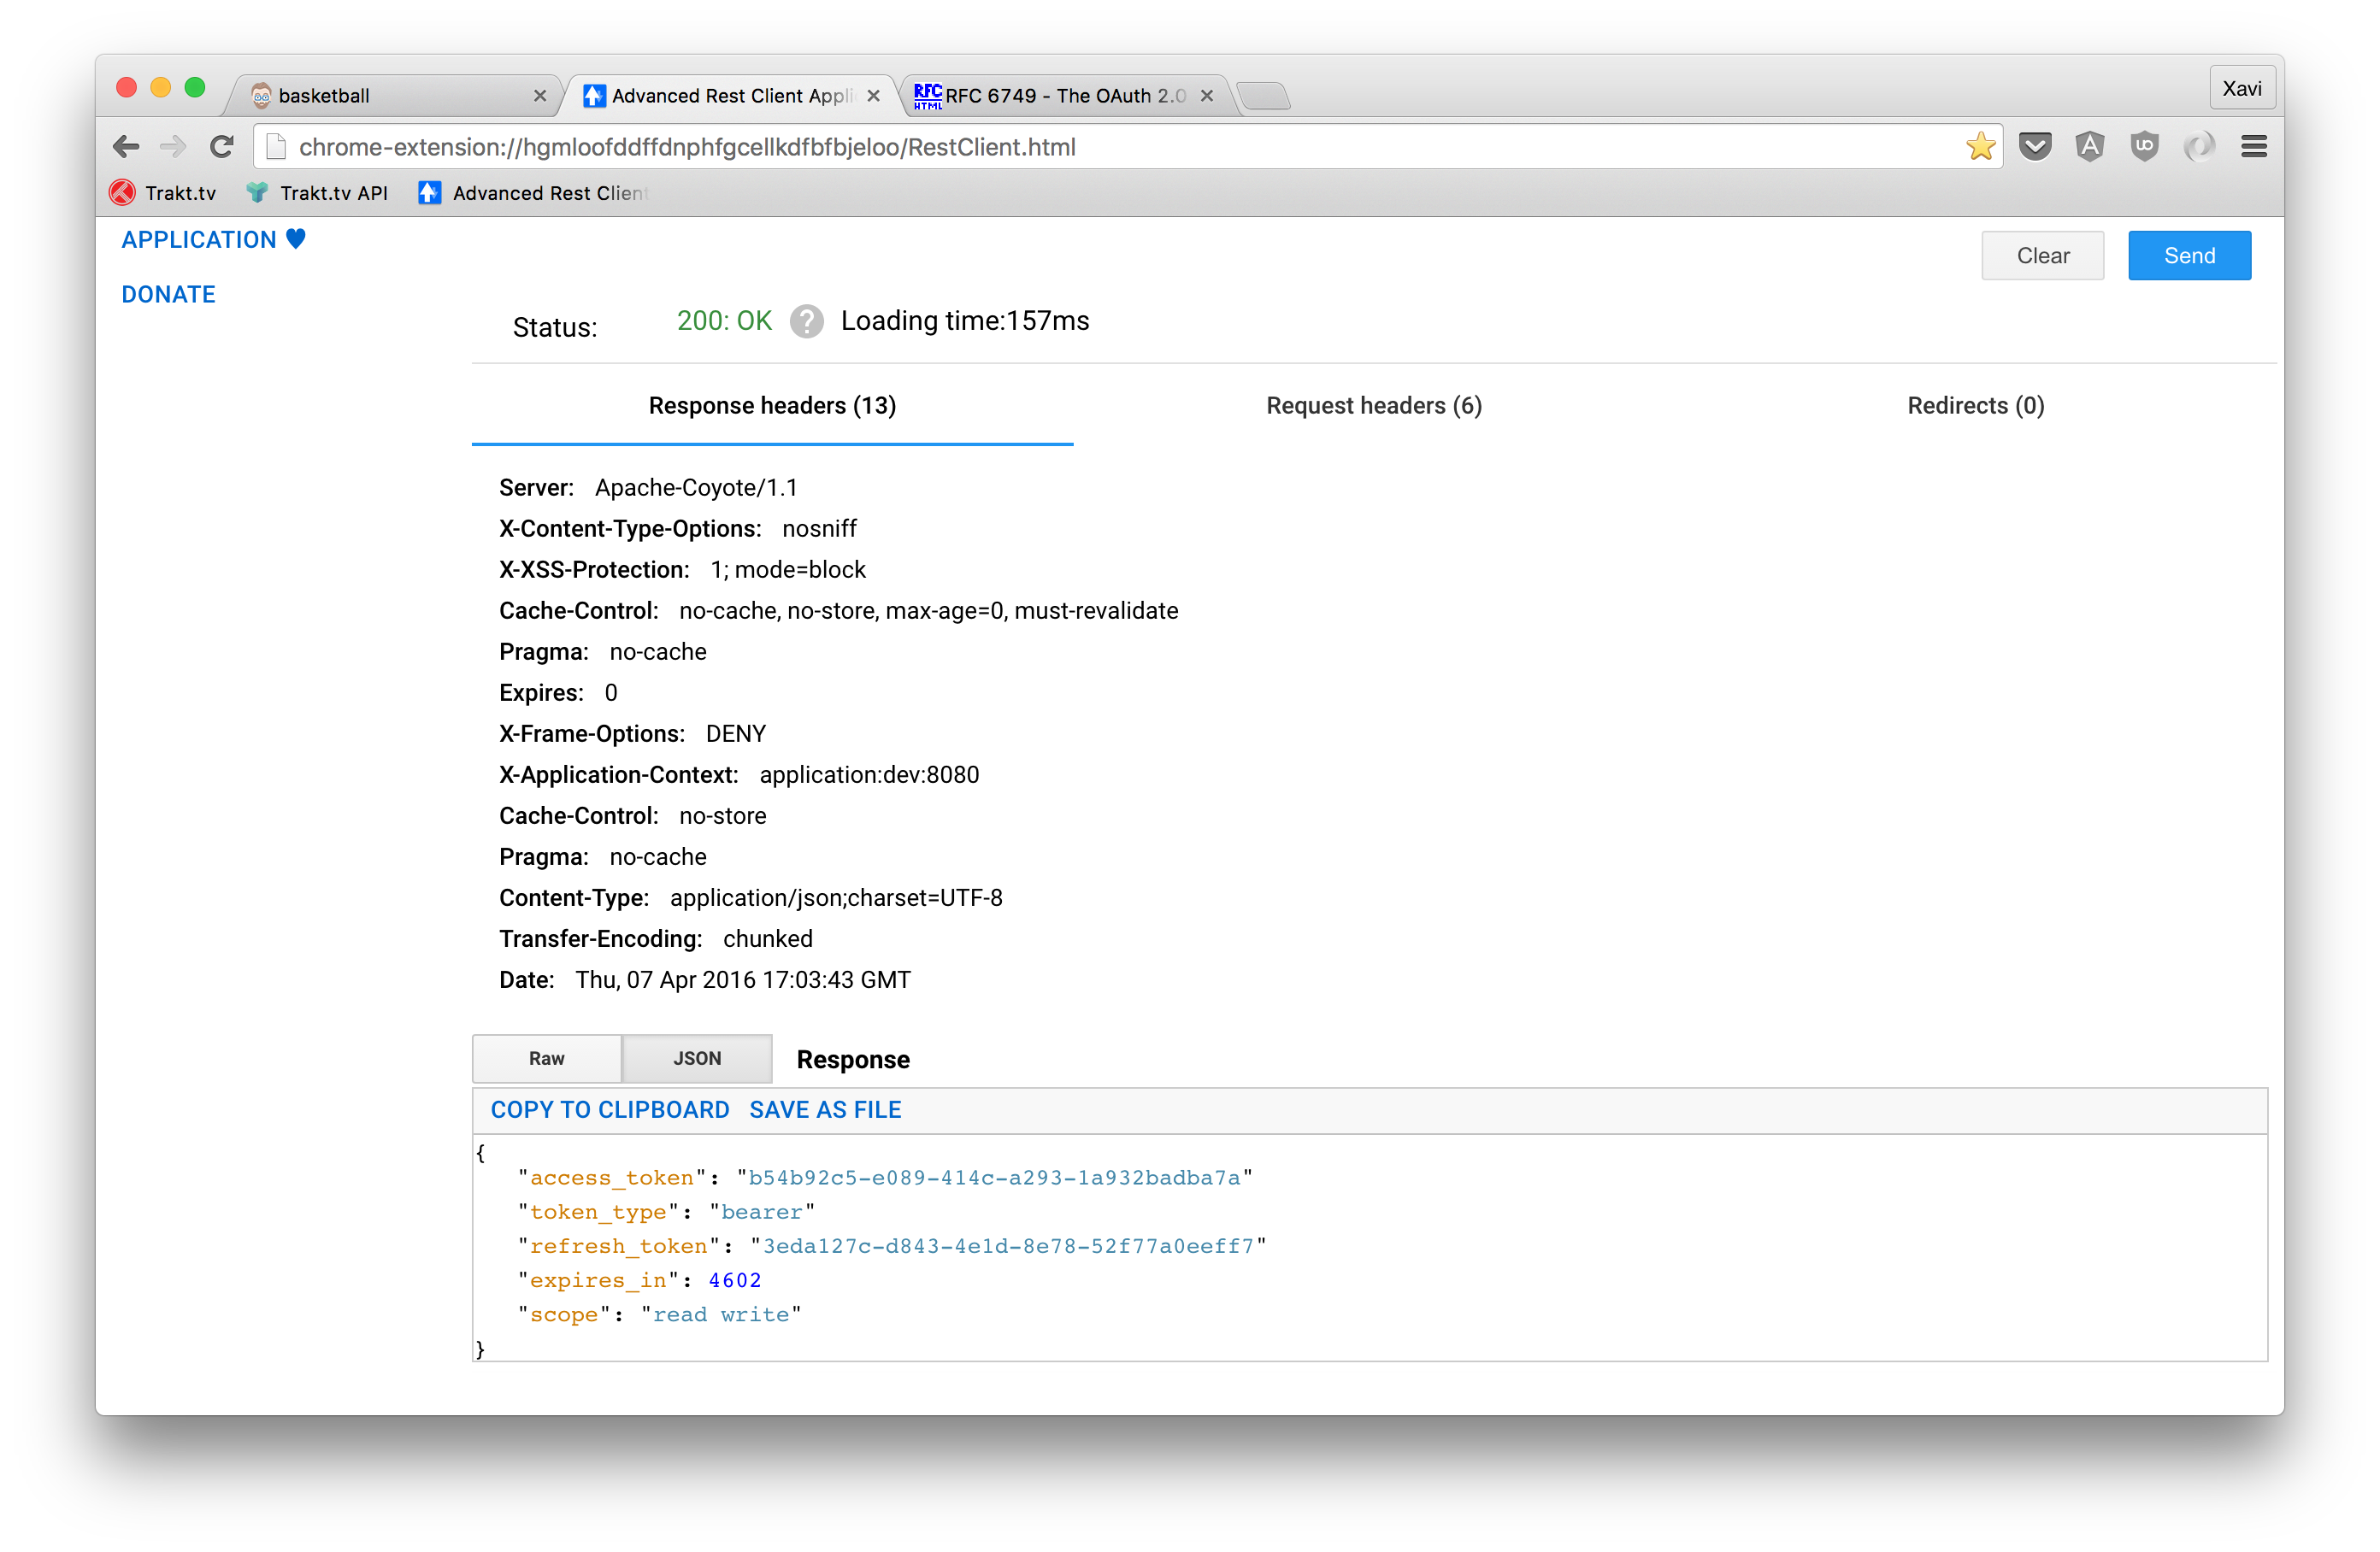 basketball
Advanced Rest Client Appli
RFC HTML
RFC 6749 - The OAuth 2.0
Xavi
chrome-extension://hgmloofddffdnphfgcellkdfbfbjeloo/RestClient.html
Trakt.tv
Trakt.tv API
Advanced Rest Client
APPLICATION
Clear
Send
DONATE
Status: 200: OK ? Loading time:157ms
Response headers (13)
Request headers (6)
Redirects (0)
Server: Apache-Coyote/1.1
X-Content-Type-Options: nosniff
X-XSS-Protection: 1; mode=block
Cache-Control: no-cache, no-store, max-age=0, must-revalidate
Pragma: no-cache
Expires: 0
X-Frame-Options: DENY
X-Application-Context: application:dev:8080
Cache-Control: no-store
Pragma: no-cache
Content-Type: application/json;charset=UTF-8
Transfer-Encoding: chunked
Date: Thu, 07 Apr 2016 17:03:43 GMT
Raw
JSON
Response
COPY TO CLIPBOARD
SAVE AS FILE
{
"access_token": "b54b92c5-e089-414c-a293-1a932badba7a"
"token_type": "bearer"
"refresh_token": "3eda127c-d843-4e1d-8e78-52f77a0eeff7"
"expires_in": 4602
"scope": "read write"
}